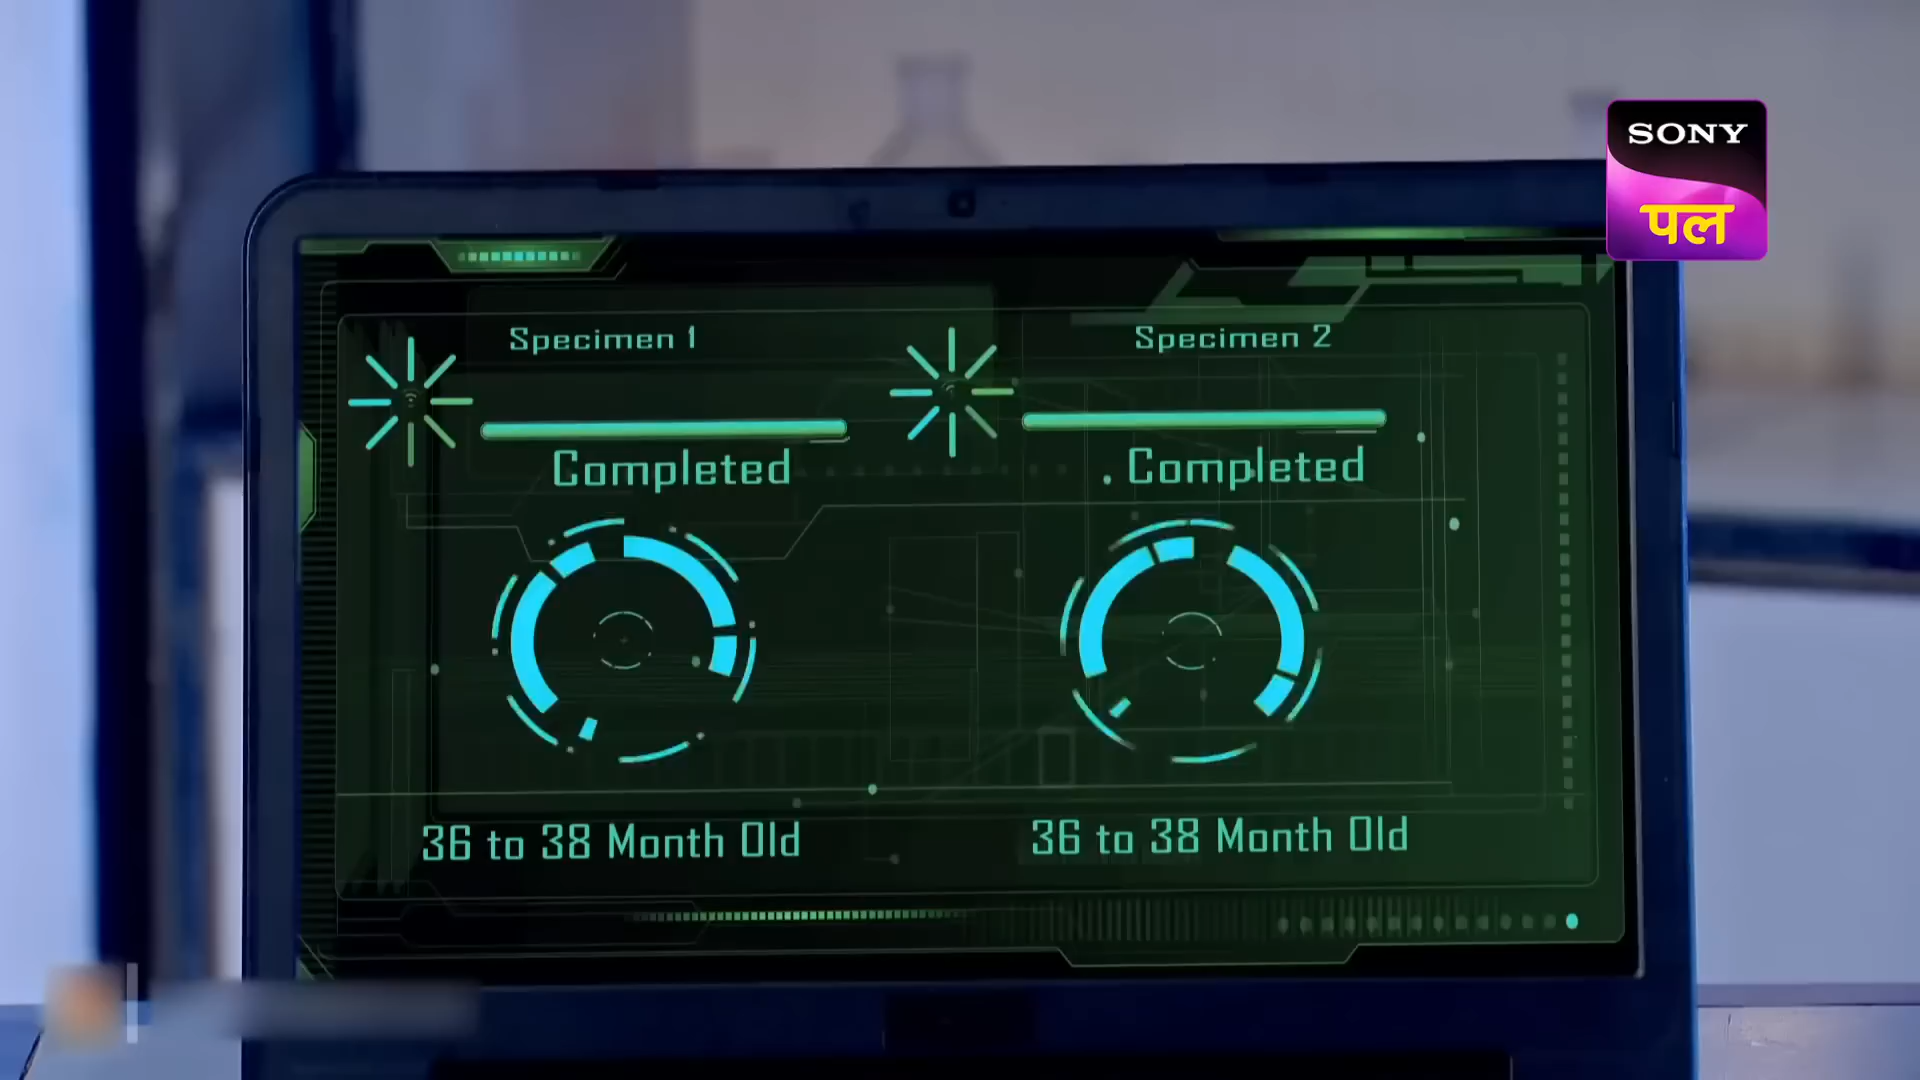 SONY
पल
Specimen 1
Specimen 2
Completed
Completed
36 to 38 Month Old
36 to 38 Month Old